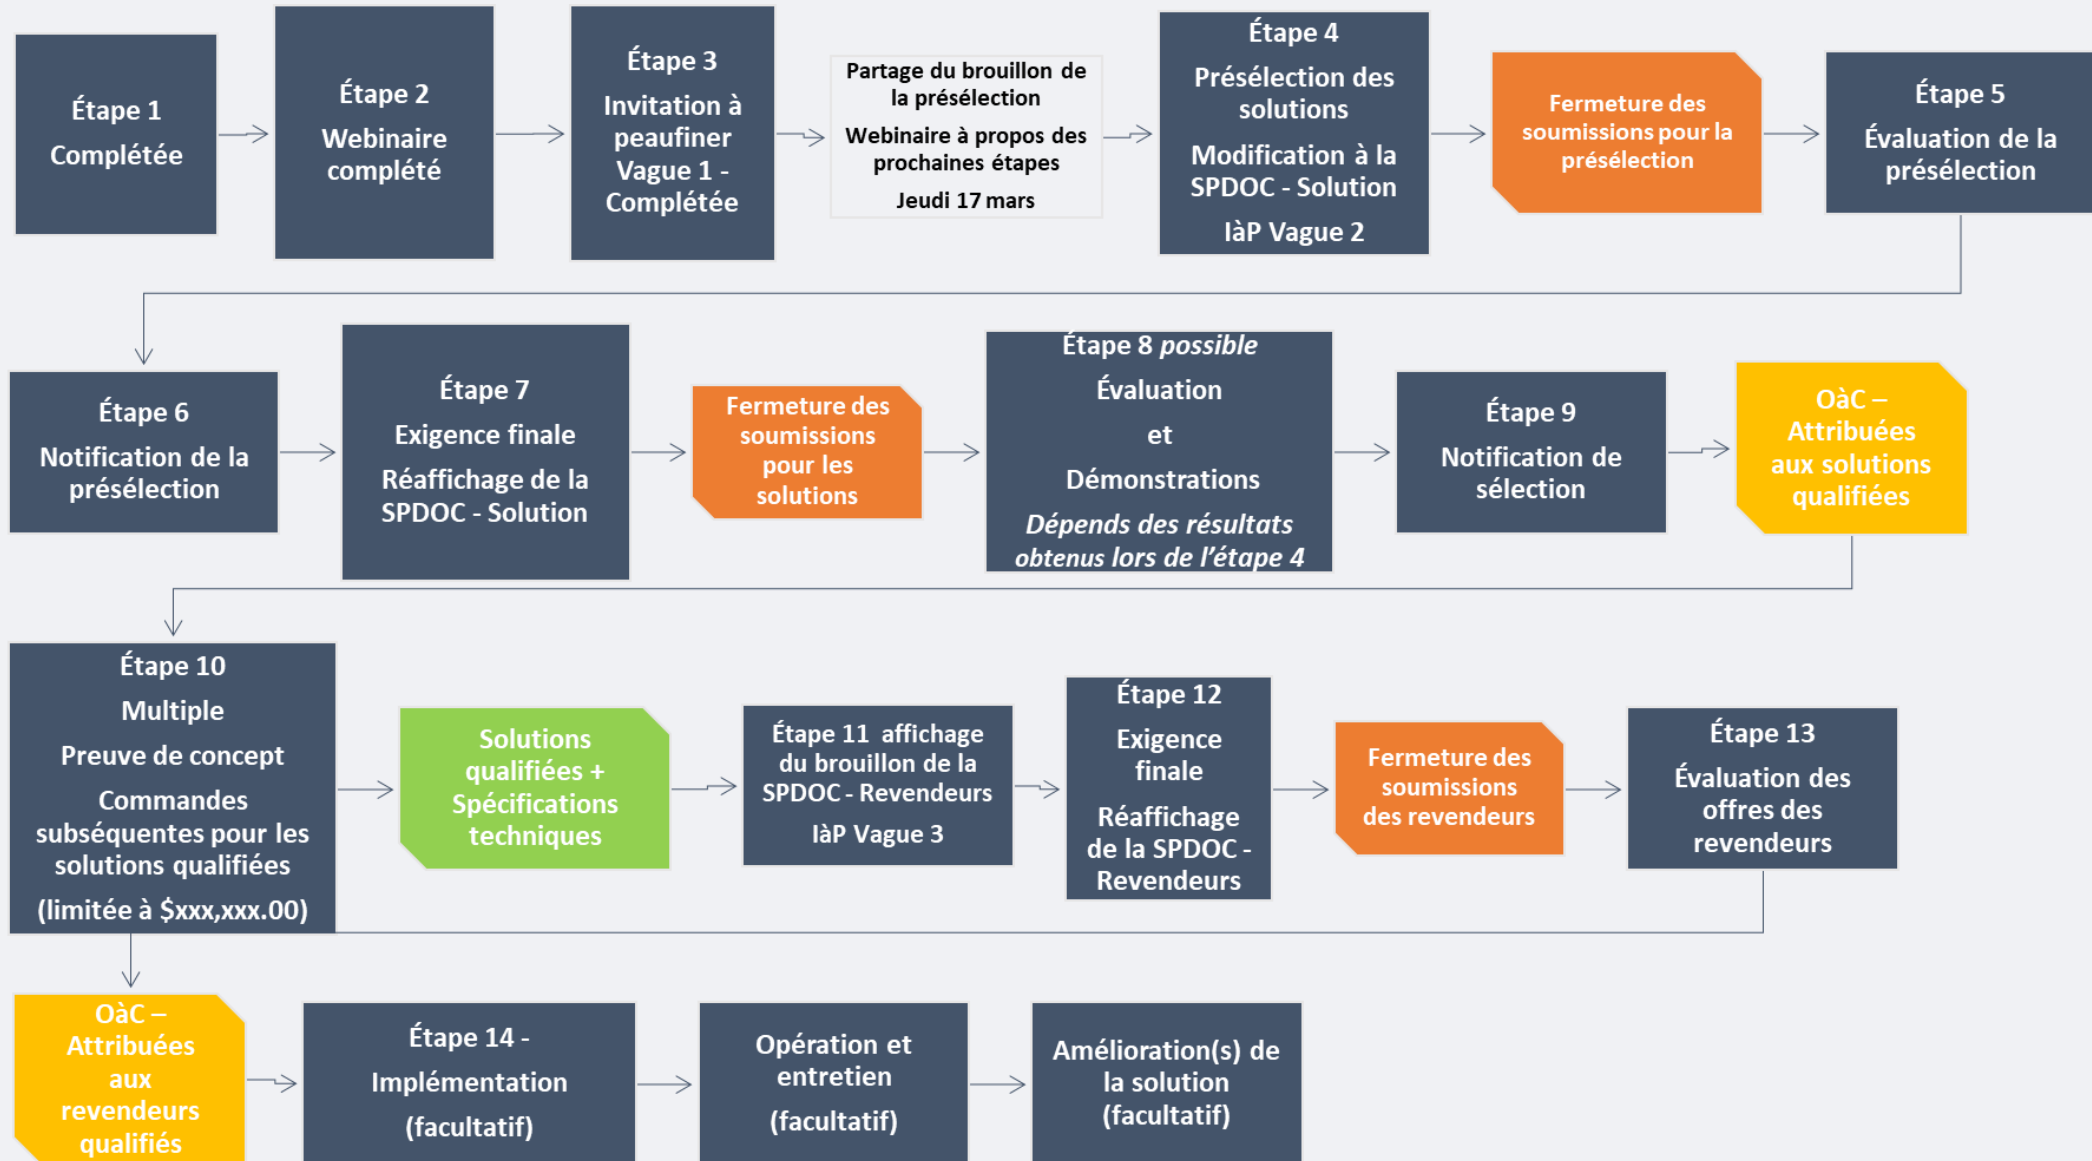 Étape 1
Complétée
Étape 2
Webinaire
complété
Étape 3
Invitation à
peaufiner
Vague 1 -
Complétée
Partage du brouillon de
la présélection
Webinaire à propos des
prochaines étapes
Jeudi 17 mars
Étape 4
Présélection des
solutions
Modification à la
SPDOC - Solution
IàP Vague 2
Fermeture des
soumissions pour la
présélection
Étape 5
Évaluation de la
présélection
Étape 6
Notification de la
présélection
Étape 7
Exigence finale
Réaffichage de la
SPDOC - Solution
Fermeture des
soumissions
pour les
solutions
Étape 8 possible
Évaluation
et
Démonstrations
Dépends des résultats
obtenus lors de l'étape 4
Étape 9
Notification de
sélection
OàC –
Attribuées
aux solutions
qualifiées
Étape 10
Multiple
Preuve de concept
Commandes
subséquentes pour les
solutions qualifiées
(limitée à $xxx,xxx.00)
Solutions
qualifiées +
Spécifications
techniques
Étape 11 affichage
du brouillon de la
SPDOC - Revendeurs
IàP Vague 3
Étape 12
Exigence
finale
Réaffichage
de la SPDOC -
Revendeurs
Fermeture des
soumissions
des revendeurs
Étape 13
Évaluation des
offres des
revendeurs
OàC –
Attribuées
aux
revendeurs
qualifiés
Étape 14 -
Implémentation
(facultatif)
Opération et
entretien
(facultatif)
Amélioration(s) de
la solution
(facultatif)